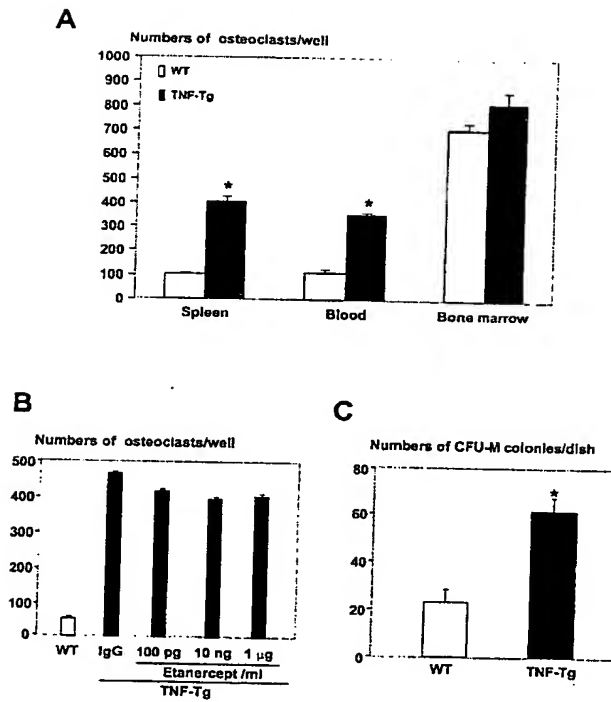 A
Numbers of osteoclasts/well
1000
900
800
700
600
500
400
300
200
100
0
WT
TNF-Tg
*
*
Spleen
Blood
Bone marrow
B
Numbers of osteoclasts/well
500
400
300
200
100
0
WT
IgG
100 pg
10 ng
1 µg
Etanercept /ml
TNF-Tg
C
Numbers of CFU-M colonies/dish
80
60
40
20
0
*
WT
TNF-Tg